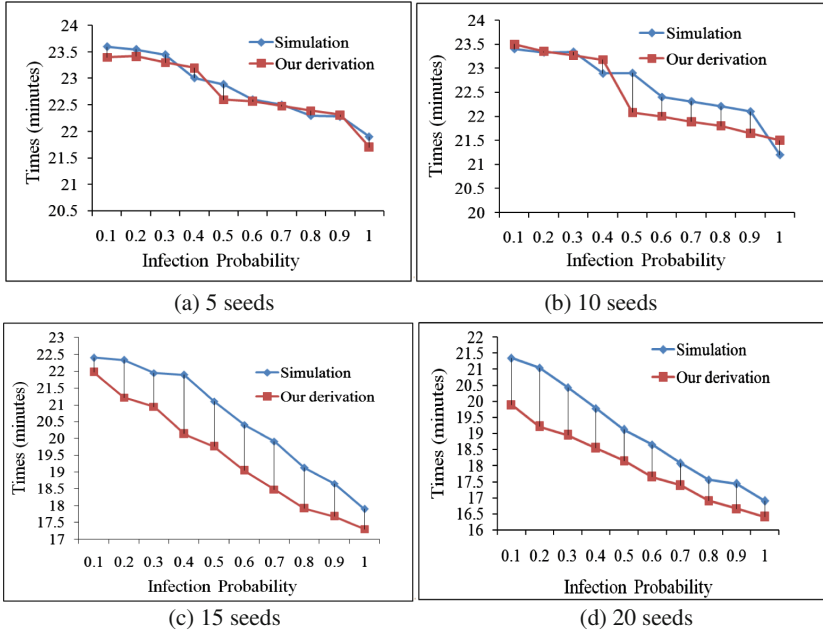 24
23.5
23
22.5
22
21.5
21
20.5
Times (minutes)
Simulation
Our derivation
0.1 0.2 0.3 0.4 0.5 0.6 0.7 0.8 0.9 1
Infection Probability
(a) 5 seeds
24
23.5
23
22.5
22
21.5
21
20.5
20
Times (minutes)
Simulation
Our derivation
0.1 0.2 0.3 0.4 0.5 0.6 0.7 0.8 0.9 1
Infection Probability
(b) 10 seeds
23
22.5
22
21.5
21
20.5
20
19.5
19
18.5
18
17.5
17
Times (minutes)
Simulation
Our derivation
0.1 0.2 0.3 0.4 0.5 0.6 0.7 0.8 0.9 1
Infection Probability
(c) 15 seeds
22
21.5
21
20.5
20
19.5
19
18.5
18
17.5
17
16.5
16
Times (minutes)
Simulation
Our derivation
0.1 0.2 0.3 0.4 0.5 0.6 0.7 0.8 0.9 1
Infection Probability
(d) 20 seeds